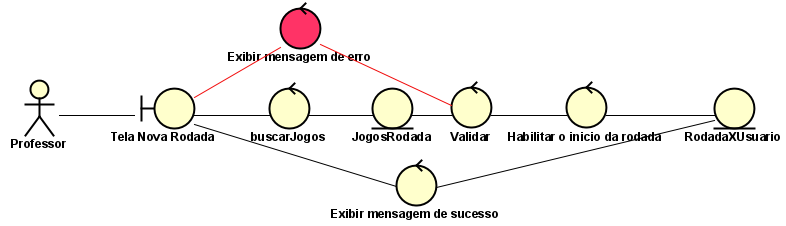 Exibir mensagem de erro
Professor
Tela Nova Rodada
buscarJogos
JogosRodada
Validar
Habilitar o inicio da rodada
RodadaXUsuario
Exibir mensagem de sucesso